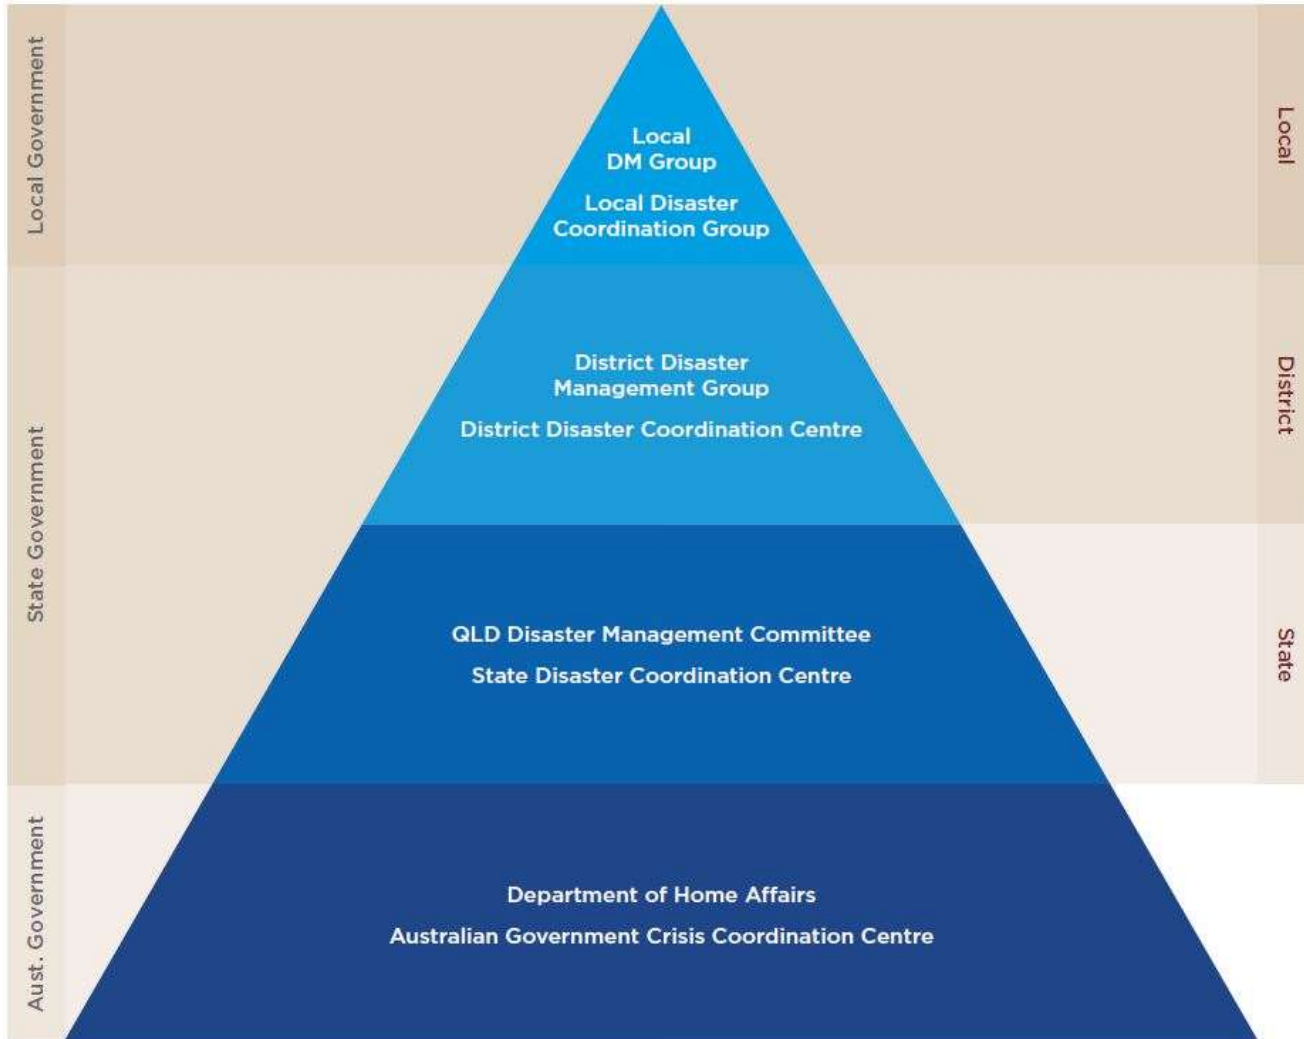 Local Government
Local
Local
DM Group
Local Disaster
Coordination Group
State Government
District
District Disaster
Management Group
District Disaster Coordination Centre
State
QLD Disaster Management Committee
State Disaster Coordination Centre
Aust. Government
Department of Home Affairs
Australian Government Crisis Coordination Centre